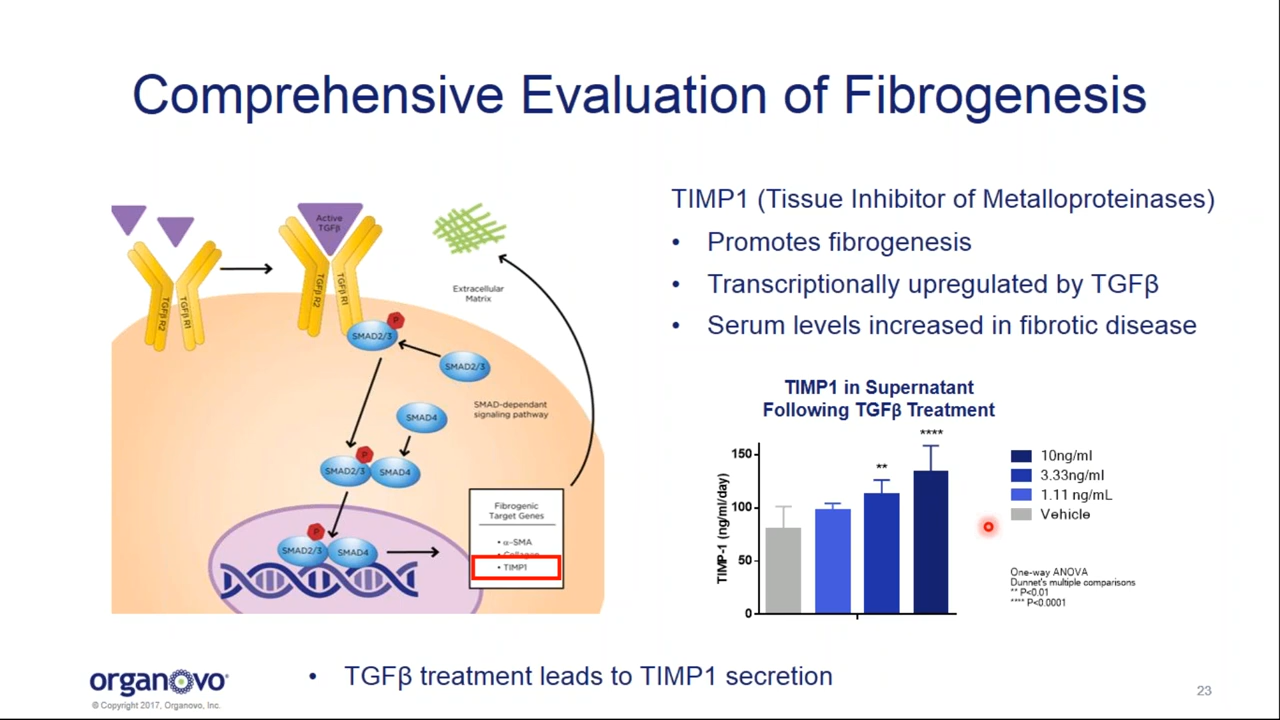 Comprehensive Evaluation of Fibrogenesis
TGFβ R2
TGFβ R1
Active
TGFβ
TGFβ R2
TGFβ R1
P
SMAD2/3
SMAD2/3
Extracellular
Matrix
SMAD-dependant
signaling pathway
SMAD4
P
SMAD2/3
SMAD4
P
SMAD2/3
SMAD4
Fibrogenic
Target Genes
• α-SMA
• Collagen
• TIMP1
TIMP1 (Tissue Inhibitor of Metalloproteinases)
• Promotes fibrogenesis
• Transcriptionally upregulated by TGFβ
• Serum levels increased in fibrotic disease
TIMP1 in Supernatant
Following TGFβ Treatment
TIMP-1 (ng/ml/day)
150
100
50
0
**
****
10ng/ml
3.33ng/ml
1.11 ng/mL
Vehicle
One-way ANOVA
Dunnet's multiple comparisons
** P<0.01
**** P<0.0001
• TGFβ treatment leads to TIMP1 secretion
organovo
© Copyright 2017, Organovo, Inc.
23